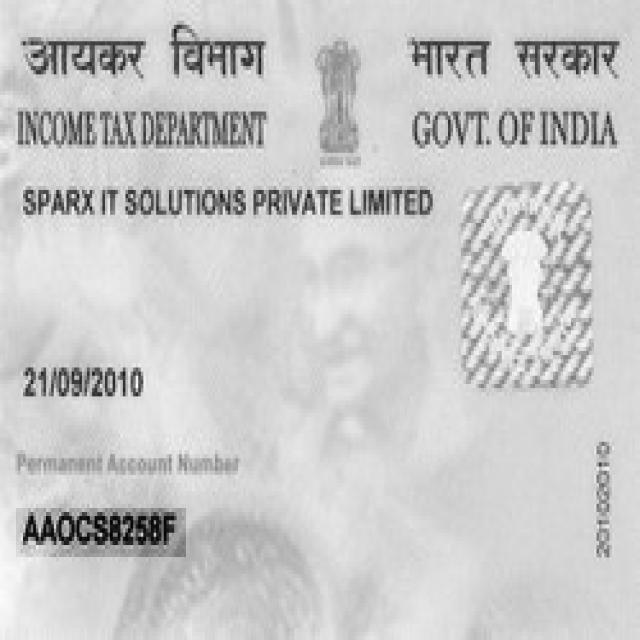 आयकर विभाग
भारत सरकार
INCOME TAX DEPARTMENT
GOVT. OF INDIA
SPARX IT SOLUTIONS PRIVATE LIMITED
21/09/2010
Permanent Account Number
AAOCS8258F
20102010